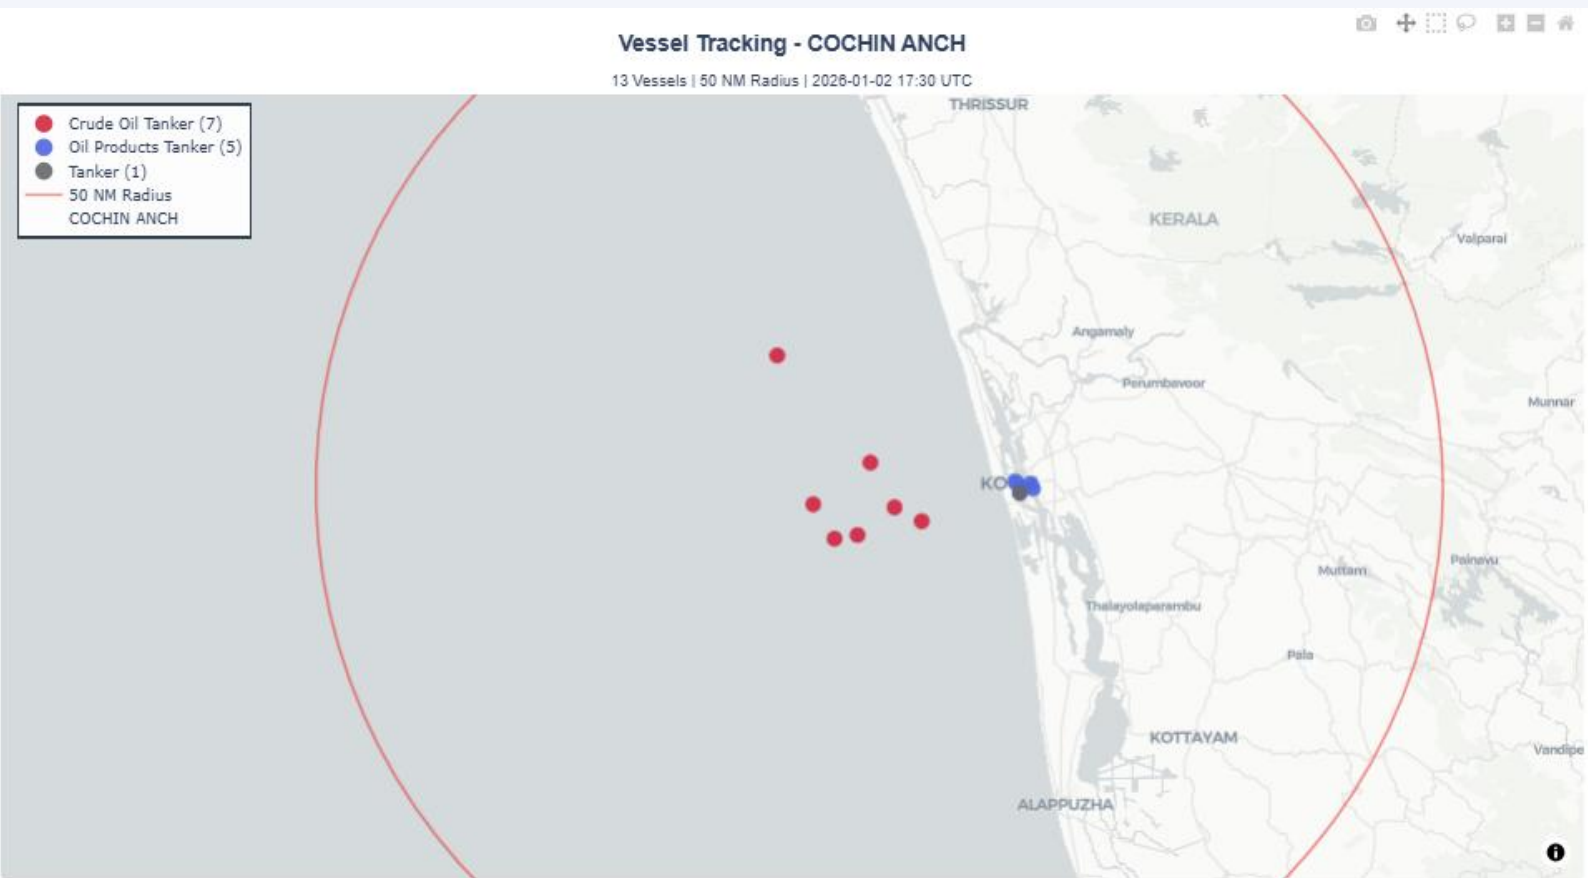 Vessel Tracking - COCHIN ANCH
13 Vessels | 50 NM Radius | 2026-01-02 17:30 UTC
Crude Oil Tanker (7)
Oil Products Tanker (5)
Tanker (1)
50 NM Radius
COCHIN ANCH
THRISSUR
KERALA
Valparai
Angamaly
Perumbavoor
Munnar
KO
Painavu
Muttam
Thalayolaparambu
Pala
KOTTAYAM
Vandipe
ALAPPUZHA